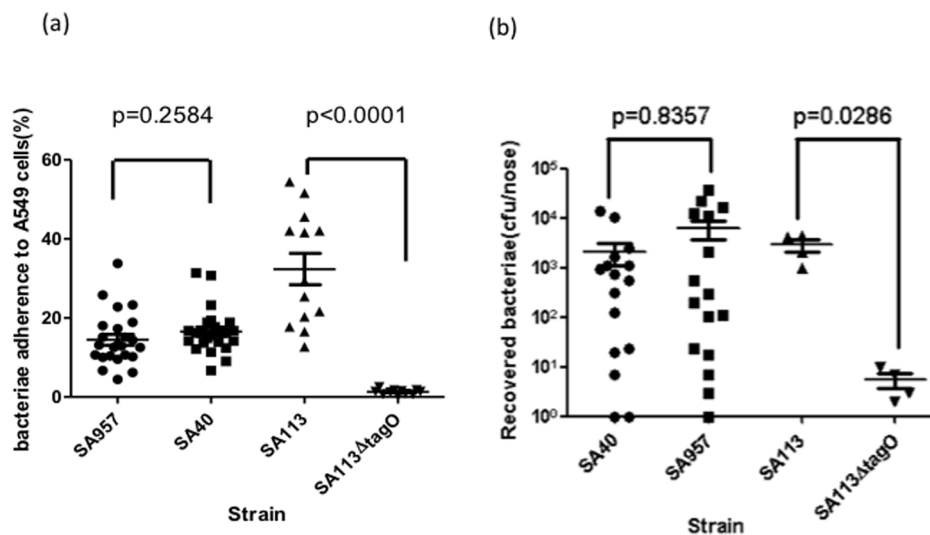 (a)
p=0.2584
p<0.0001
bacteriae adherence to A549 cells(%)
60
40
20
0
SA957
SA40
SA113
SA113ΔtagO
Strain
(b)
p=0.8357
p=0.0286
Recovered bacteriae(cfu/nose)
10⁵
10⁴
10³
10²
10¹
10⁰
SA40
SA957
SA113
SA113ΔtagO
Strain